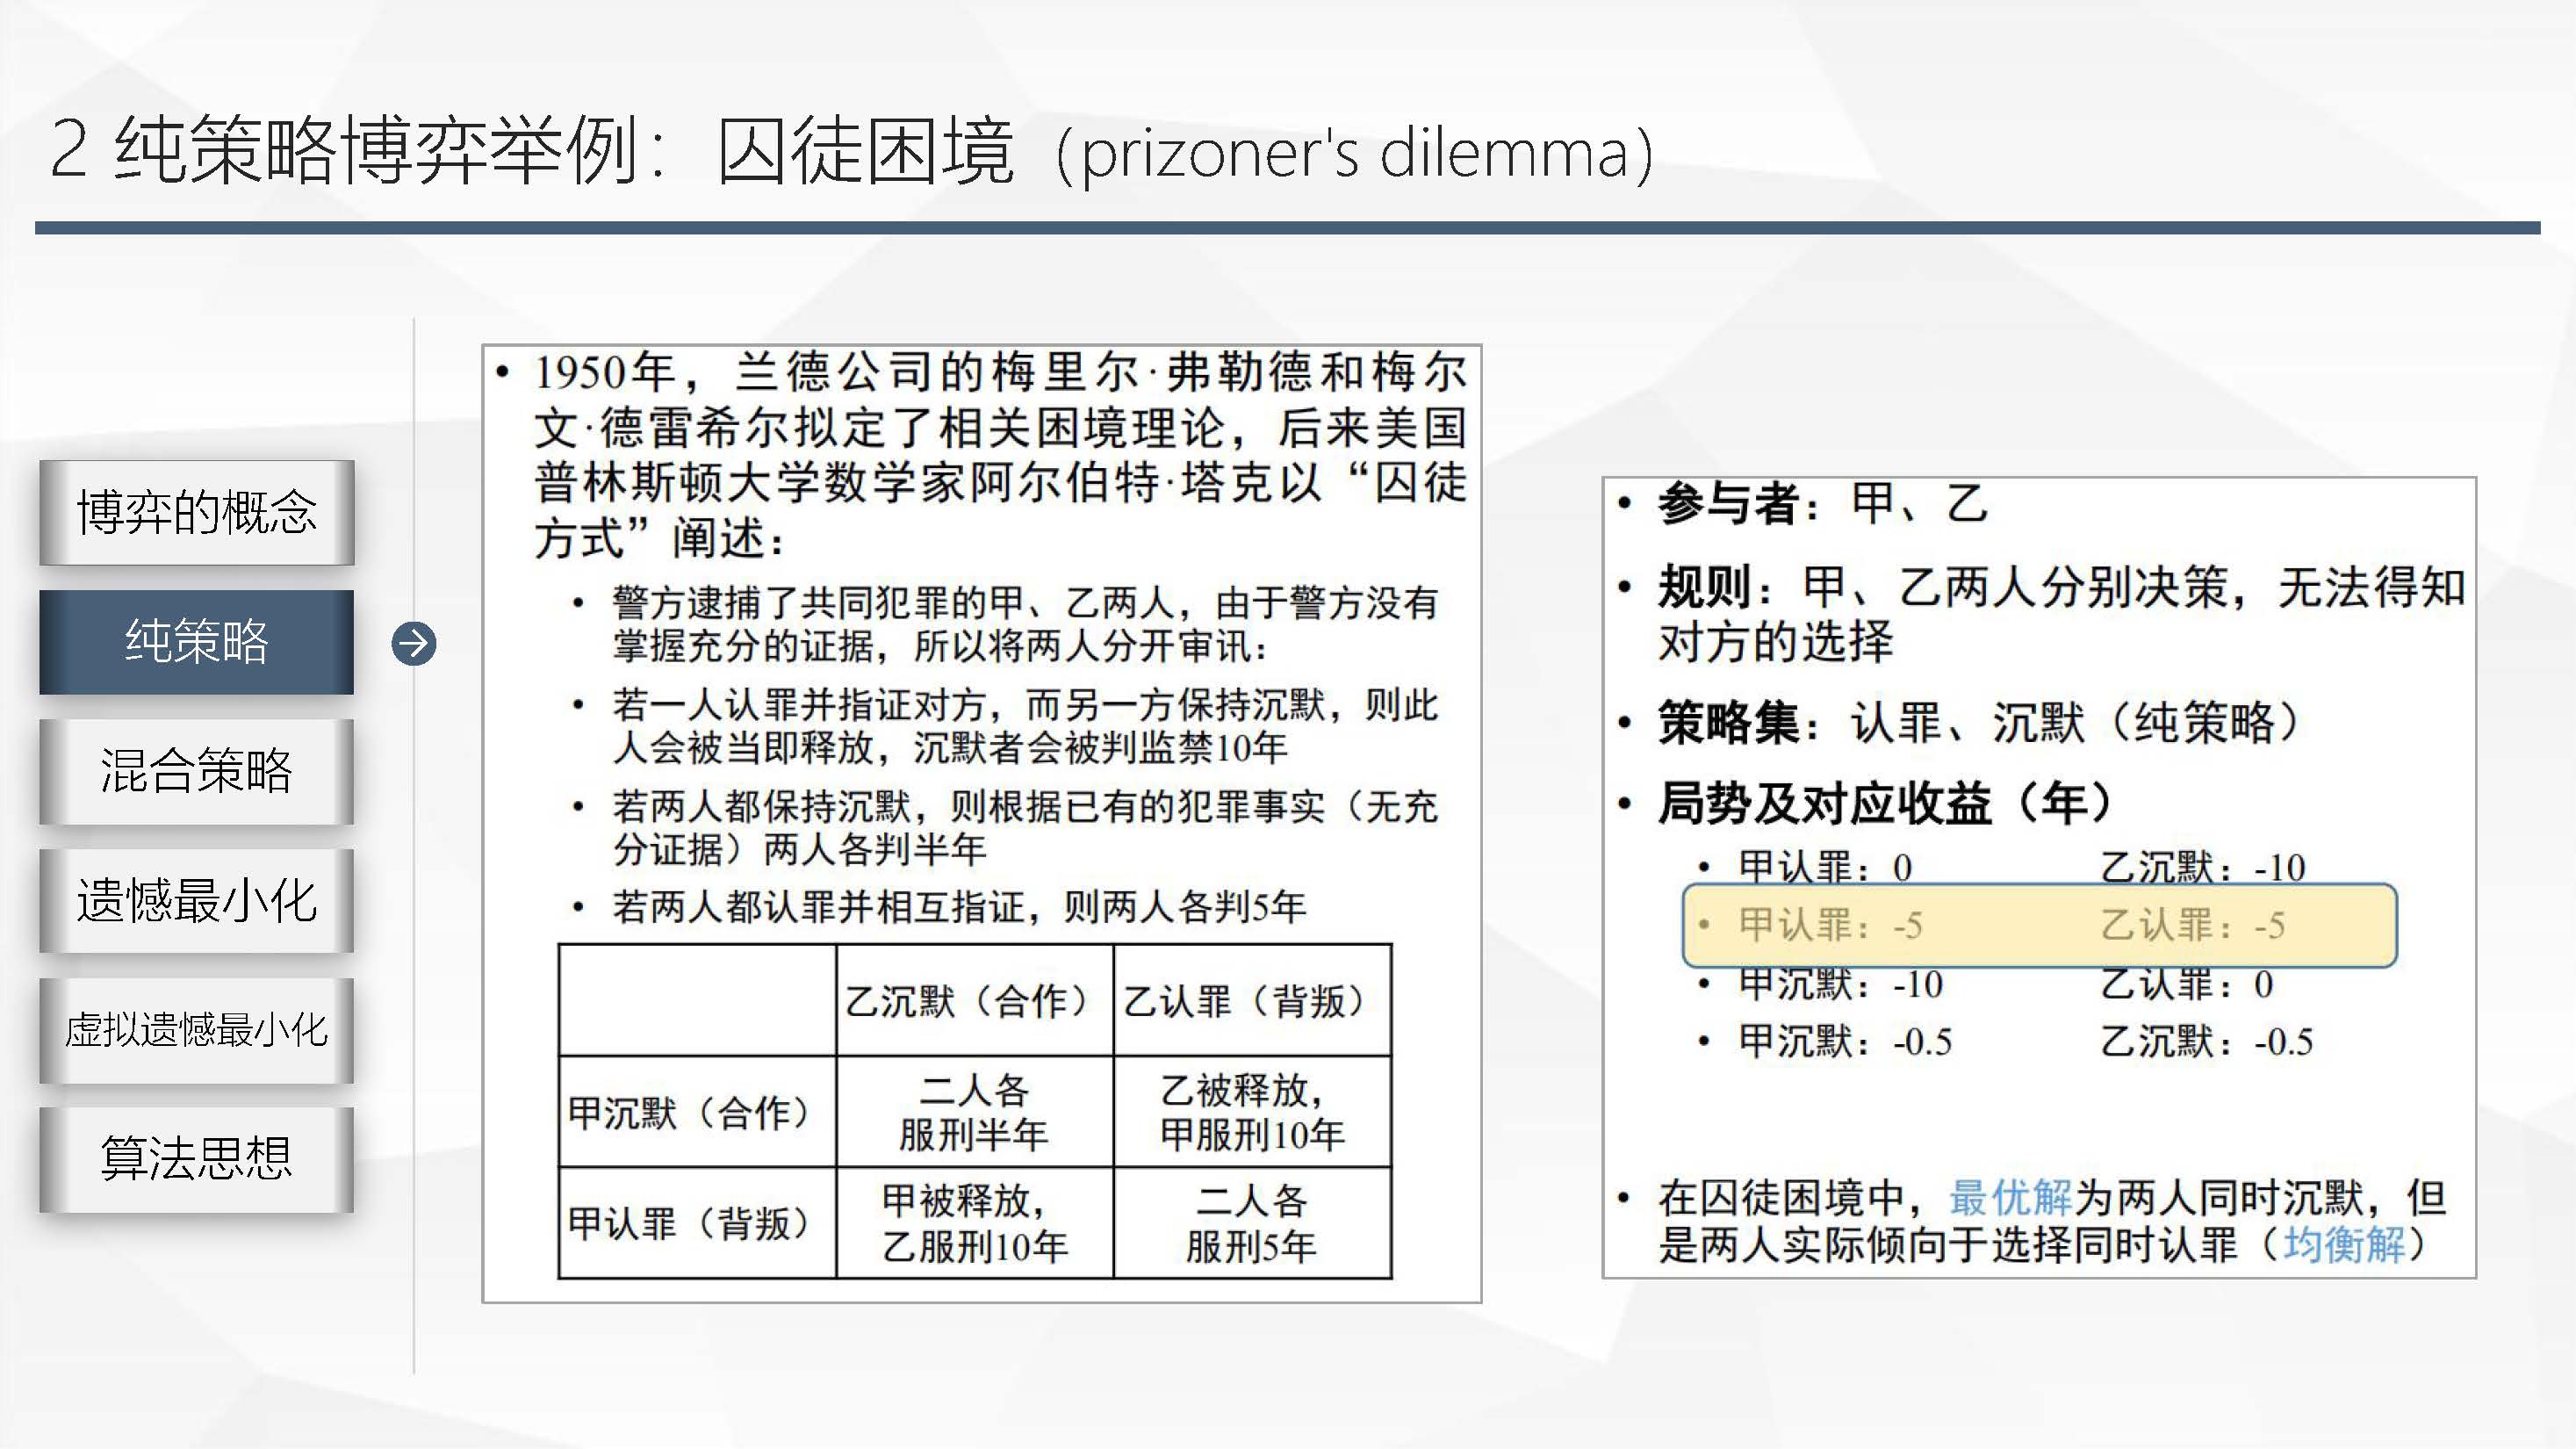 2 纯策略博弈举例：囚徒困境（prizoner's dilemma）
博弈的概念
纯策略
混合策略
遗憾最小化
虚拟遗憾最小化
算法思想
• 1950年，兰德公司的梅里尔·弗勒德和梅尔
文·德雷希尔拟定了相关困境理论，后来美国
普林斯顿大学数学家阿尔伯特·塔克以“囚徒
方式”阐述：
• 警方逮捕了共同犯罪的甲、乙两人，由于警方没有
掌握充分的证据，所以将两人分开审讯：
• 若一人认罪并指证对方，而另一方保持沉默，则此
人会被当即释放，沉默者会被判监禁10年
• 若两人都保持沉默，则根据已有的犯罪事实（无充
分证据）两人各判半年
• 若两人都认罪并相互指证，则两人各判5年
乙沉默（合作） 乙认罪（背叛）
甲沉默（合作）
二人各
服刑半年
乙被释放，
甲服刑10年
甲认罪（背叛）
甲被释放，
乙服刑10年
二人各
服刑5年
• 参与者：甲、乙
• 规则：甲、乙两人分别决策，无法得知
对方的选择
• 策略集：认罪、沉默（纯策略）
• 局势及对应收益（年）
• 甲认罪：0 乙沉默：-10
• 甲认罪：-5 乙认罪：-5
• 甲沉默：-10 乙认罪：0
• 甲沉默：-0.5 乙沉默：-0.5
• 在囚徒困境中，最优解为两人同时沉默，但
是两人实际倾向于选择同时认罪（均衡解）